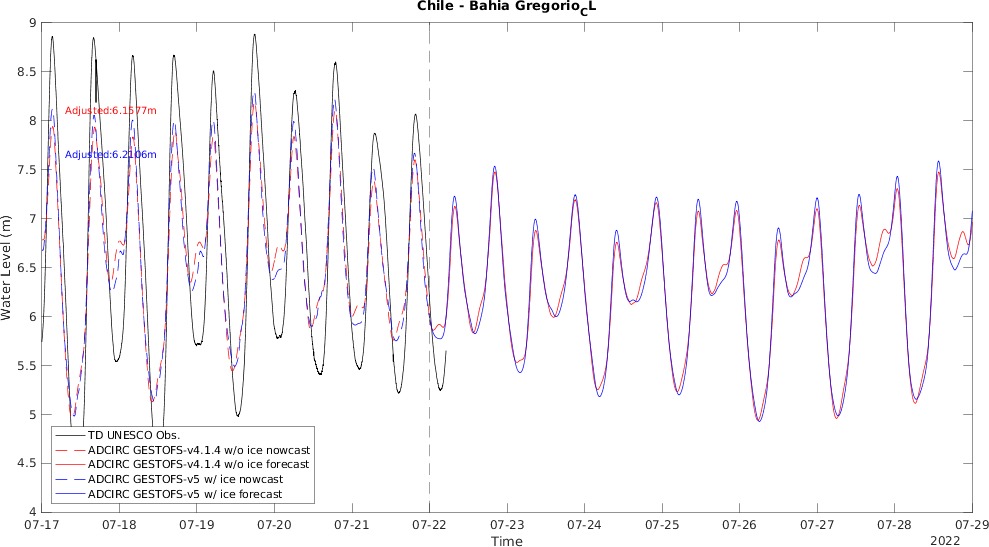 Chile - Bahia Gregorio_CL
9
8.5
8
7.5
7
6.5
6
5.5
5
4.5
4
Water Level (m)
Adjusted:6.1577m
Adjusted:6.2106m
TD UNESCO Obs.
ADCIRC GESTOFS-v4.1.4 w/o ice nowcast
ADCIRC GESTOFS-v4.1.4 w/o ice forecast
ADCIRC GESTOFS-v5 w/ ice nowcast
ADCIRC GESTOFS-v5 w/ ice forecast
07-17 07-18 07-19 07-20 07-21 07-22 07-23 07-24 07-25 07-26 07-27 07-28 07-29
Time
2022